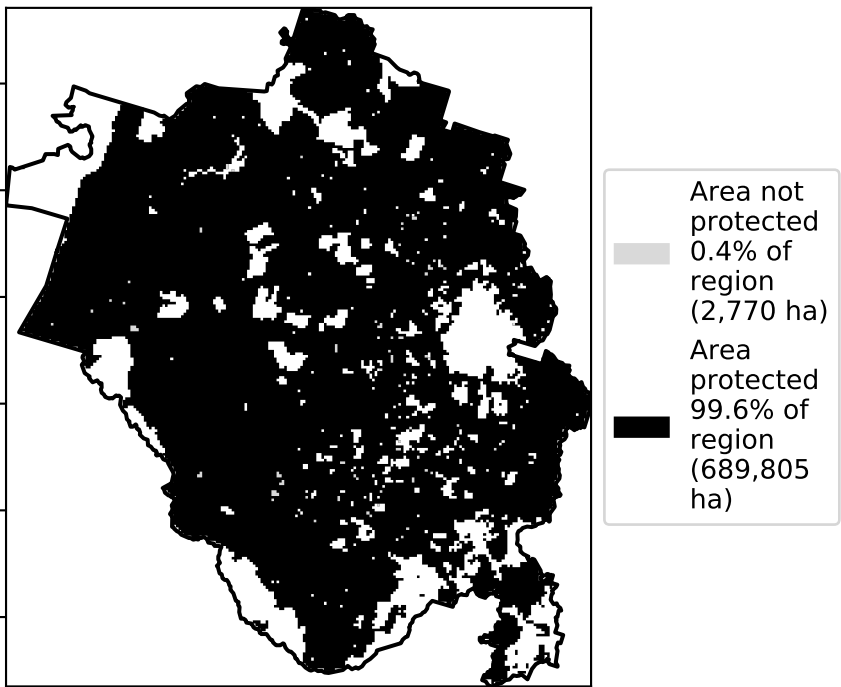 Area not
protected
0.4% of
region
(2,770 ha)
Area
protected
99.6% of
region
(689,805
ha)